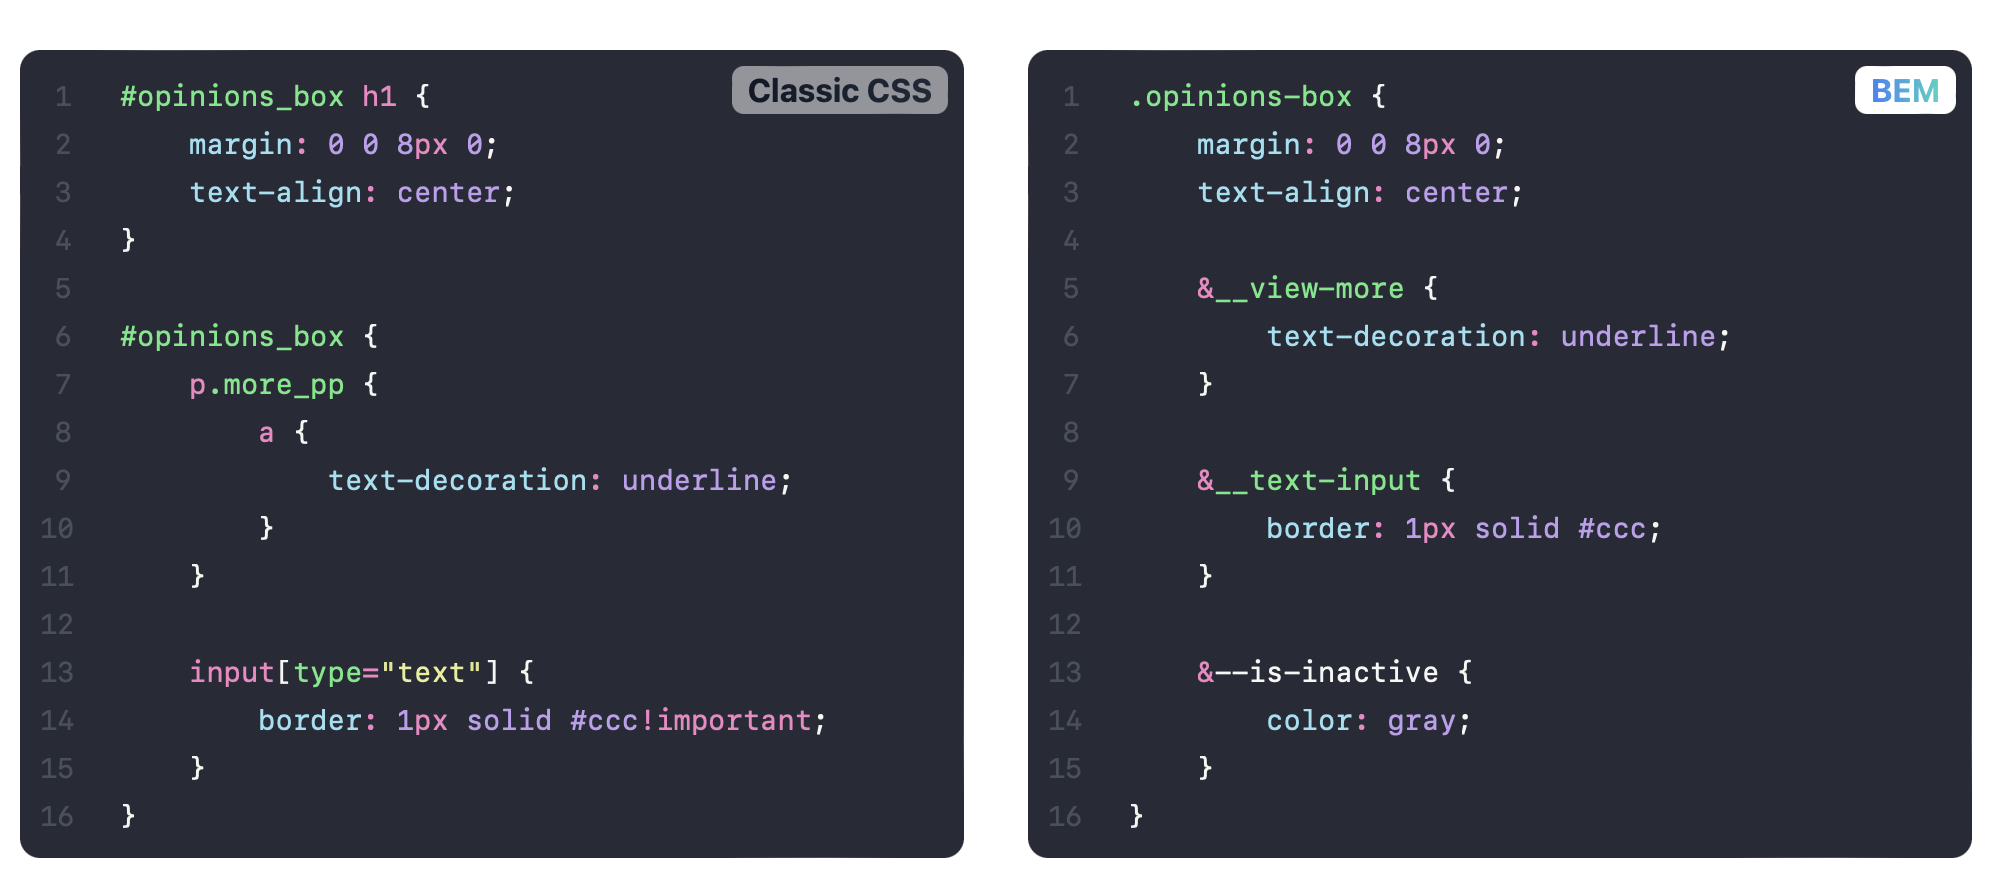 Classic CSS
1 #opinions_box h1 {
2     margin: 0 0 8px 0;
3     text-align: center;
4 }
5
6 #opinions_box {
7     p.more_pp {
8         a {
9             text-decoration: underline;
10         }
11     }
12
13     input[type="text"] {
14         border: 1px solid #ccc!important;
15     }
16 }
BEM
1 .opinions-box {
2     margin: 0 0 8px 0;
3     text-align: center;
4
5     &__view-more {
6         text-decoration: underline;
7     }
8
9     &__text-input {
10         border: 1px solid #ccc;
11     }
12
13     &--is-inactive {
14         color: gray;
15     }
16 }